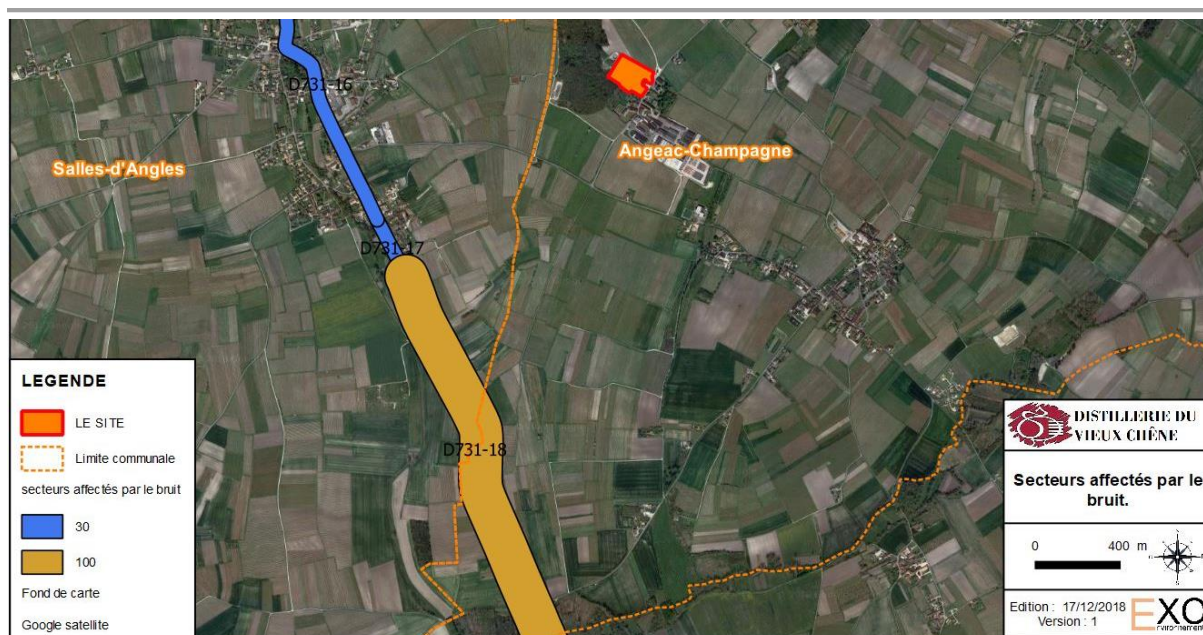 D731-16
Salles-d'Angles
Angeac-Champagne
D731-17
D731-18
LEGENDE
LE SITE
Limite communale
secteurs affectés par le bruit
30
100
Fond de carte
Google satellite
DISTILLERIE DU
VIEUX CHÊNE
Secteurs affectés par le
bruit.
0 400 m
Edition : 17/12/2018
Version : 1
EXO
nvironnement